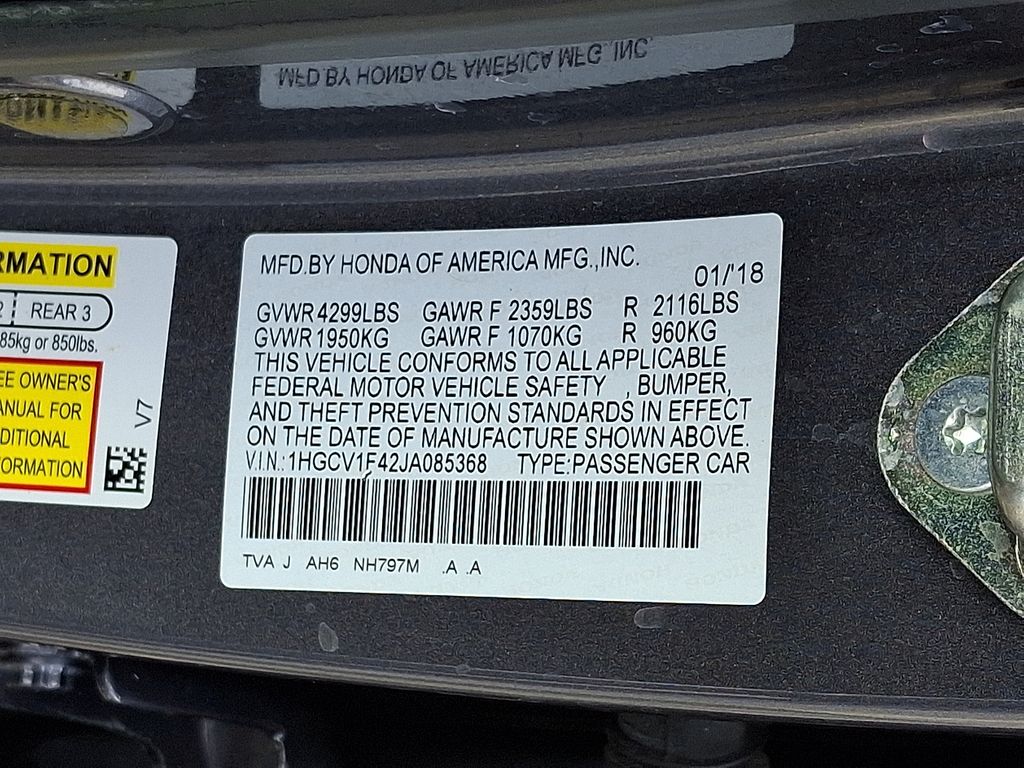 MFD.BY HONDA OF AMERICA MFG.,INC.
RMATION
2 REAR 3
85kg or 850lbs.
EE OWNER'S
ANUAL FOR
DITIONAL
FORMATION
V7
MFD.BY HONDA OF AMERICA MFG.,INC.
01/'18
GVWR 4299LBS GAWR F 2359LBS R 2116LBS
GVWR 1950KG GAWR F 1070KG R 960KG
THIS VEHICLE CONFORMS TO ALL APPLICABLE
FEDERAL MOTOR VEHICLE SAFETY , BUMPER,
AND THEFT PREVENTION STANDARDS IN EFFECT
ON THE DATE OF MANUFACTURE SHOWN ABOVE.
V.I.N.:1HGCV1F42JA085368 TYPE:PASSENGER CAR
TVA J AH6 NH797M .A .A